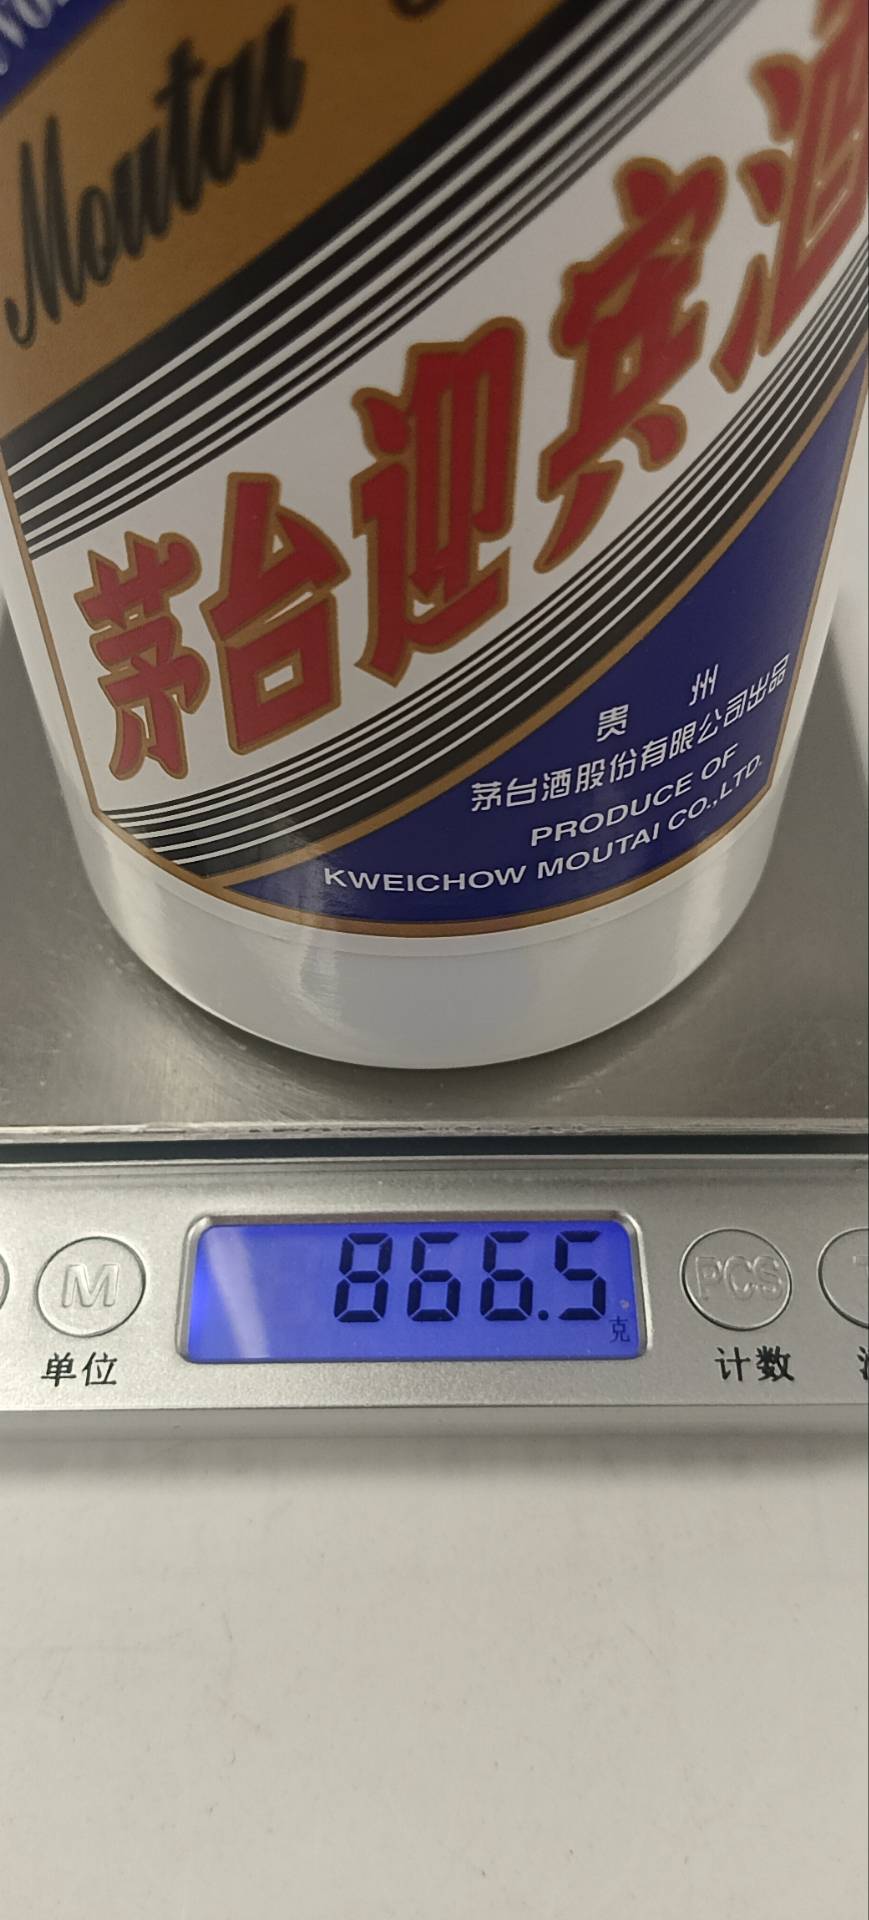 Moutai
茅台迎宾酒
贵州
茅台酒股份有限公司出品
PRODUCE OF
KWEICHOW MOUTAI CO.,LTD.
866.5
克
M
PCS
单位
计数